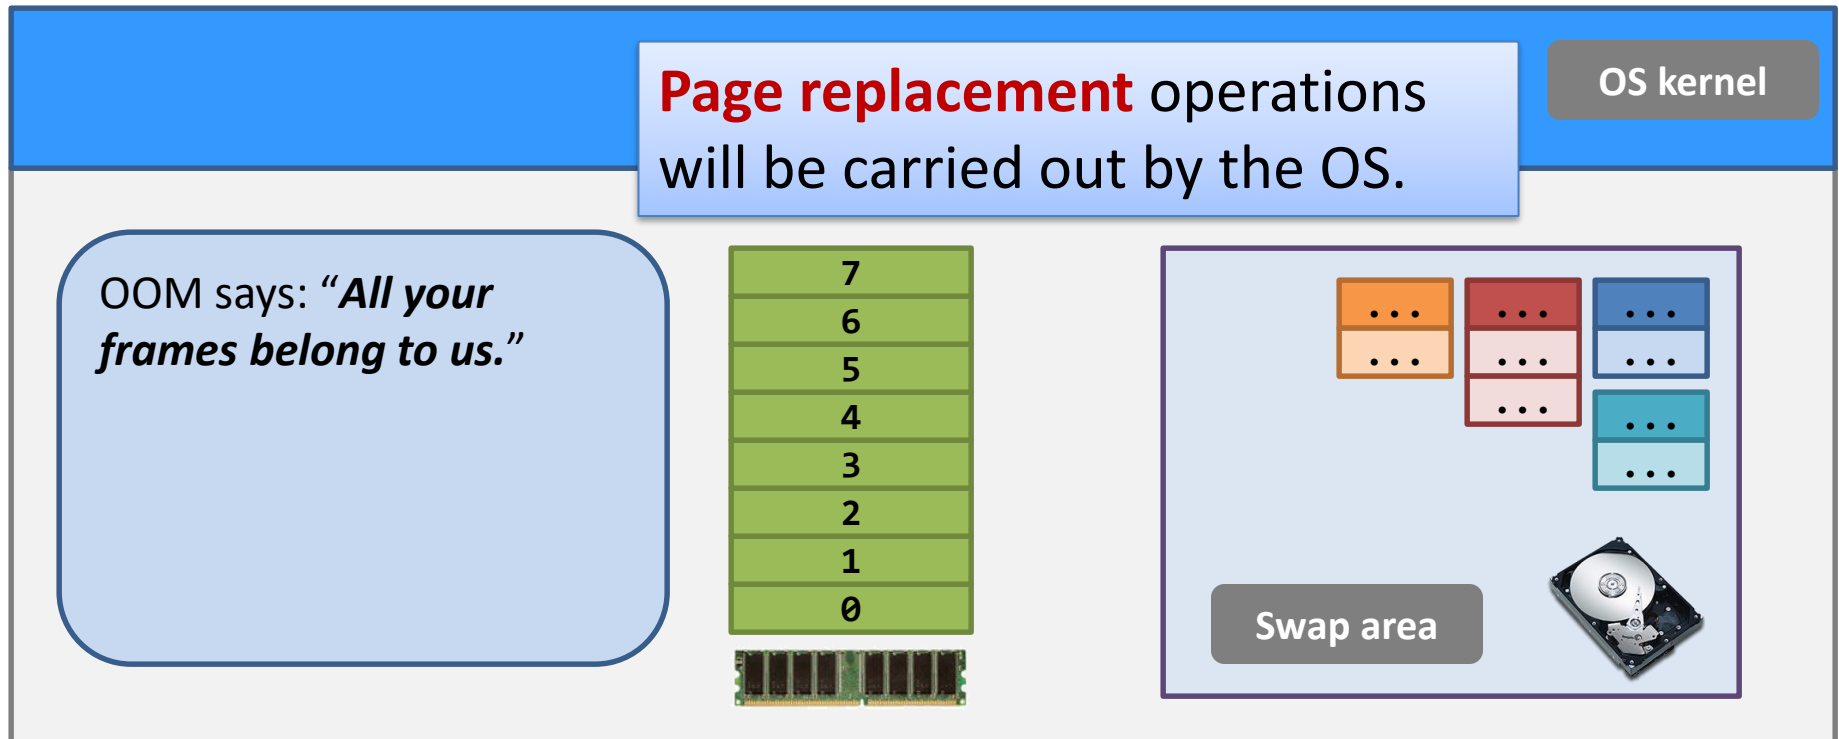 Page replacement operations
will be carried out by the OS.
OS kernel
OOM says: “All your
frames belong to us.”
7
6
5
4
3
2
1
0
... ... ...
... ... ...
... ...
...
Swap area